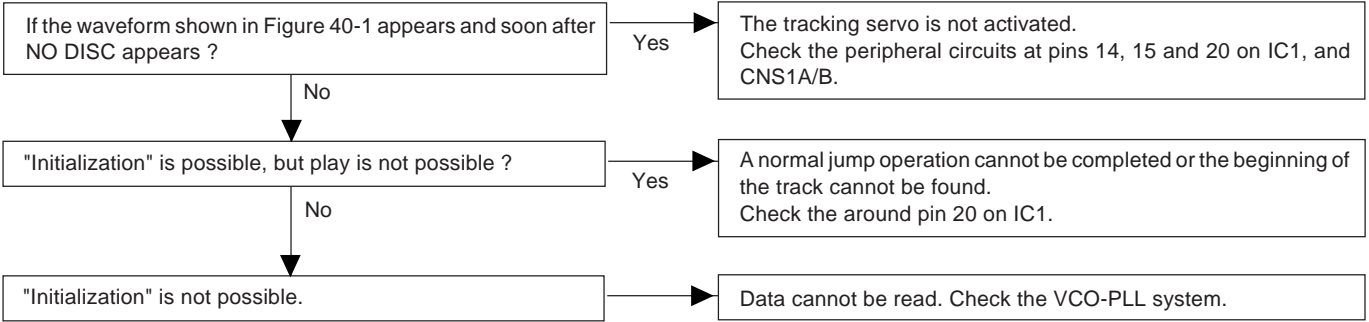 If the waveform shown in Figure 40-1 appears and soon after
NO DISC appears ?
Yes
The tracking servo is not activated.
Check the peripheral circuits at pins 14, 15 and 20 on IC1, and
CNS1A/B.
No
"Initialization" is possible, but play is not possible ?
Yes
A normal jump operation cannot be completed or the beginning of
the track cannot be found.
Check the around pin 20 on IC1.
No
"Initialization" is not possible.
Data cannot be read. Check the VCO-PLL system.